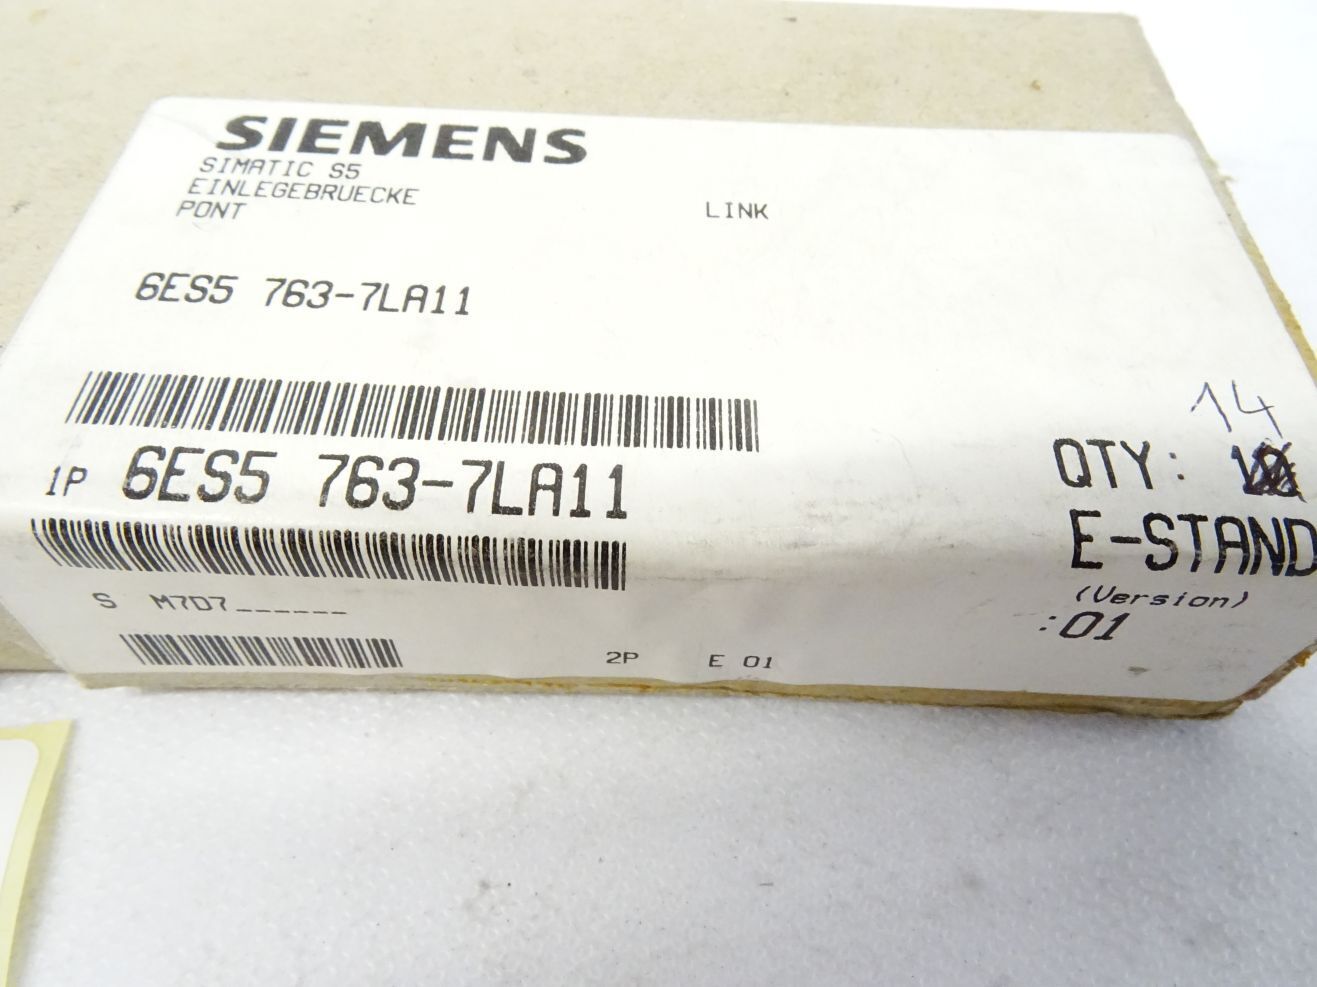 SIEMENS
SIMATIC S5
EINLEGEBRUECKE
PONT LINK
6ES5 763-7LA11
14
1P 6ES5 763-7LA11 QTY: 10
E-STAND
(Version)
S M7D7______ :01
2P E 01